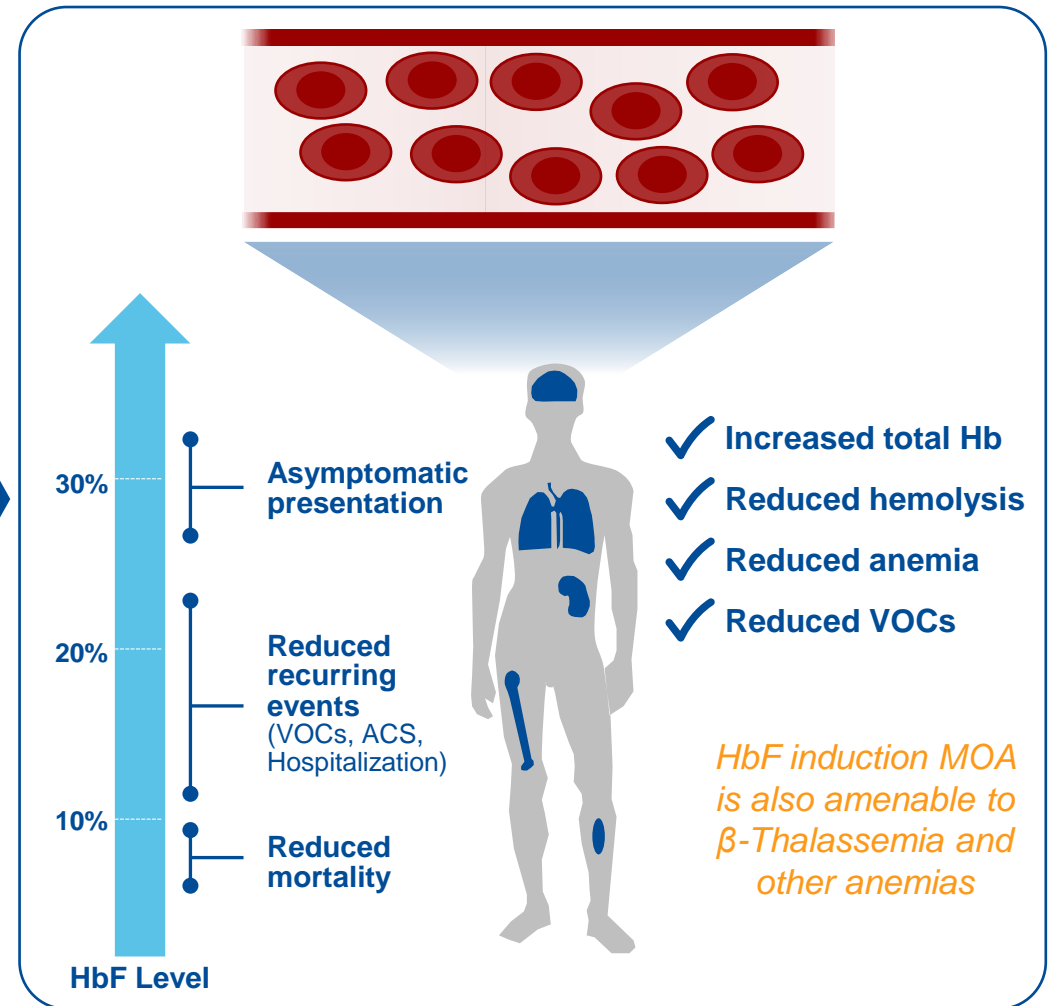 30%
Asymptomatic
presentation
20%
Reduced
recurring
events
(VOCs, ACS,
Hospitalization)
10%
Reduced
mortality
HbF Level
Increased total Hb
Reduced hemolysis
Reduced anemia
Reduced VOCs
HbF induction MOA
is also amenable to
β-Thalassemia and
other anemias